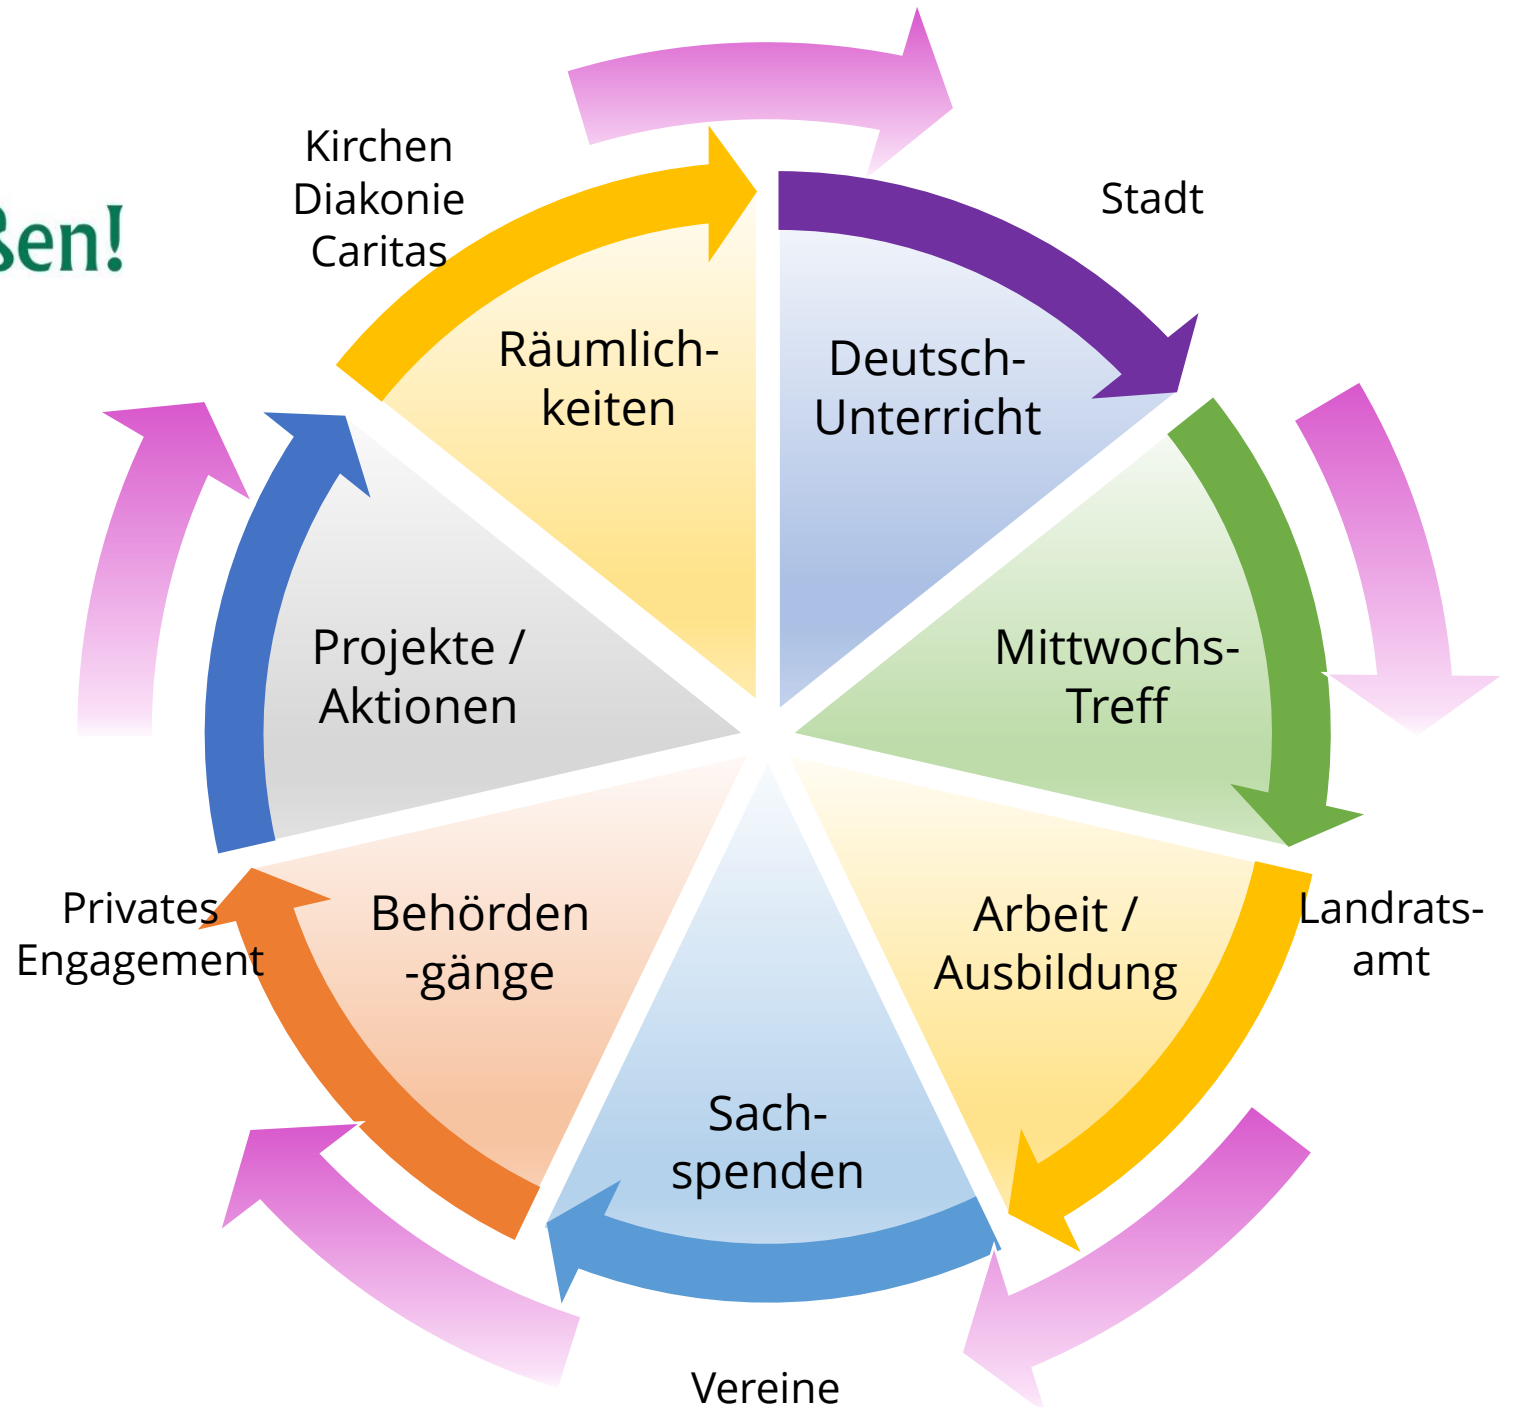 Kirchen
Diakonie
Caritas
Stadt
ßen!
Räumlich-
keiten
Deutsch-
Unterricht
Projekte /
Aktionen
Mittwochs-
Treff
Privates
Engagement
Behörden
-gänge
Arbeit /
Ausbildung
Landrats-
amt
Sach-
spenden
Vereine